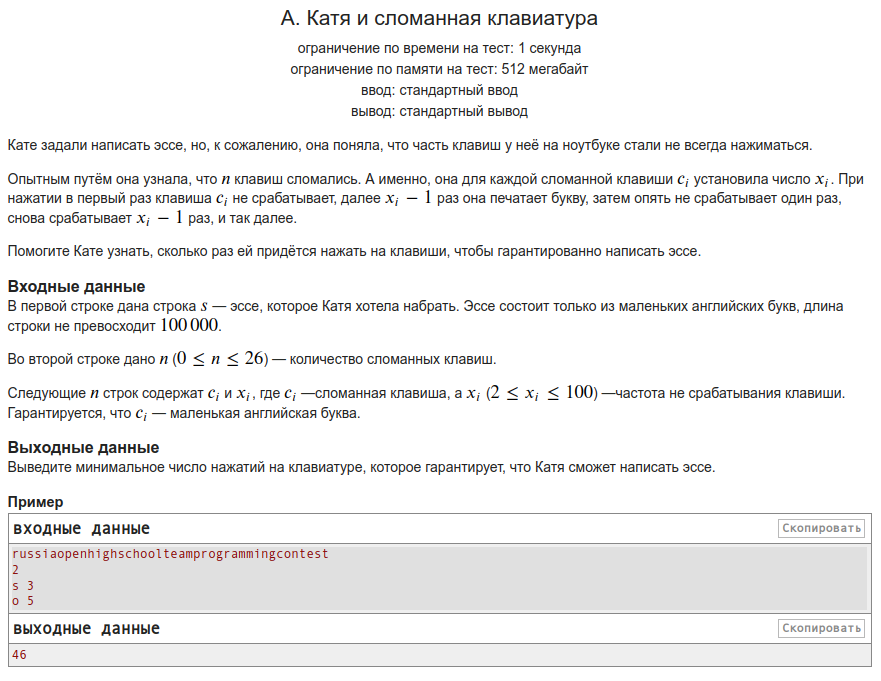 A. Катя и сломанная клавиатура
ограничение по времени на тест: 1 секунда
ограничение по памяти на тест: 512 мегабайт
ввод: стандартный ввод
вывод: стандартный вывод
Кате задали написать эссе, но, к сожалению, она поняла, что часть клавиш у неё на ноутбуке стали не всегда нажиматься.
Опытным путём она узнала, что n клавиш сломались. А именно, она для каждой сломанной клавиши c_i установила число x_i. При
нажатии в первый раз клавиша c_i не срабатывает, далее x_i − 1 раз она печатает букву, затем опять не срабатывает один раз,
снова срабатывает x_i − 1 раз, и так далее.
Помогите Кате узнать, сколько раз ей придётся нажать на клавиши, чтобы гарантированно написать эссе.
Входные данные
В первой строке дана строка s — эссе, которое Катя хотела набрать. Эссе состоит только из маленьких английских букв, длина
строки не превосходит 100 000.
Во второй строке дано n (0 ≤ n ≤ 26) — количество сломанных клавиш.
Следующие n строк содержат c_i и x_i, где c_i —сломанная клавиша, а x_i (2 ≤ x_i ≤ 100) —частота не срабатывания клавиши.
Гарантируется, что c_i — маленькая английская буква.
Выходные данные
Выведите минимальное число нажатий на клавиатуре, которое гарантирует, что Катя сможет написать эссе.
Пример
входные данные Скопировать
russiaopenhighschoolteamprogrammingcontest
2
s 3
o 5
выходные данные Скопировать
46